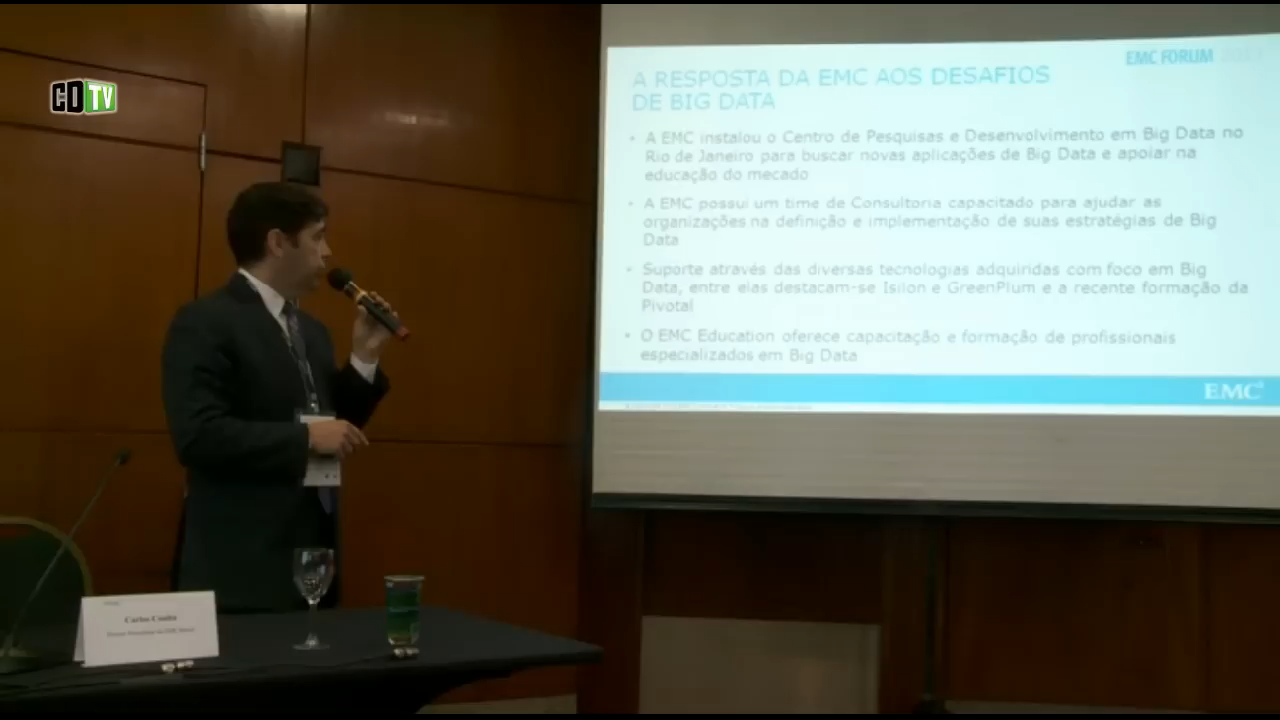 CDTV
EMC FORUM 2013
A RESPOSTA DA EMC AOS DESAFIOS
DE BIG DATA
• A EMC instalou o Centro de Pesquisas e Desenvolvimento em Big Data no
Rio de Janeiro para buscar novas aplicações de Big Data e apoiar na
educação do mecado
• A EMC possui um time de Consultoria capacitado para ajudar as
organizações na definição e implementação de suas estratégias de Big
Data
• Suporte através das diversas tecnologias adquiridas com foco em Big
Data, entre elas destacam-se Isilon e GreenPlum e a recente formação da
Pivotal
• O EMC Education oferece capacitação e formação de profissionais
especializados em Big Data
EMC²
Carlos Cunha